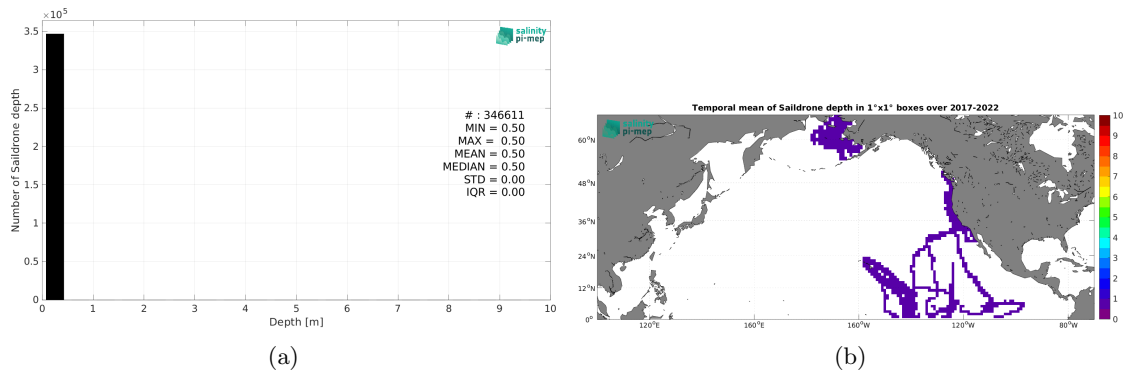 ×10⁵
3.5
3
2.5
2
1.5
1
0.5
0
Number of Saildrone depth
salinity
pi-mep
# : 346611
MIN = 0.50
MAX = 0.50
MEAN = 0.50
MEDIAN = 0.50
STD = 0.00
IQR = 0.00
0 1 2 3 4 5 6 7 8 9 10
Depth [m]
(a)
Temporal mean of Saildrone depth in 1°x1° boxes over 2017-2022
salinity
pi-mep
60°N
48°N
36°N
24°N
12°N
0°
120°E 160°E 160°W 120°W 80°W
10
9
8
7
6
5
4
3
2
1
0
(b)